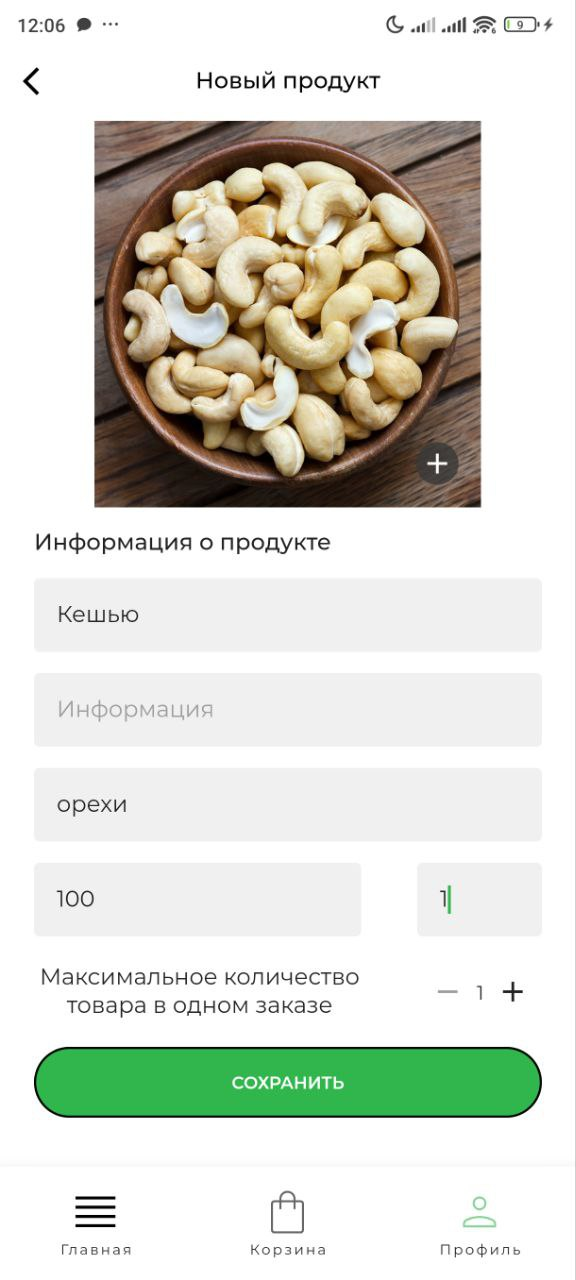 12:06
9
Новый продукт
Информация о продукте
Кешью
Информация
орехи
100
1
Максимальное количество
товара в одном заказе
1
СОХРАНИТЬ
Главная
Корзина
Профиль